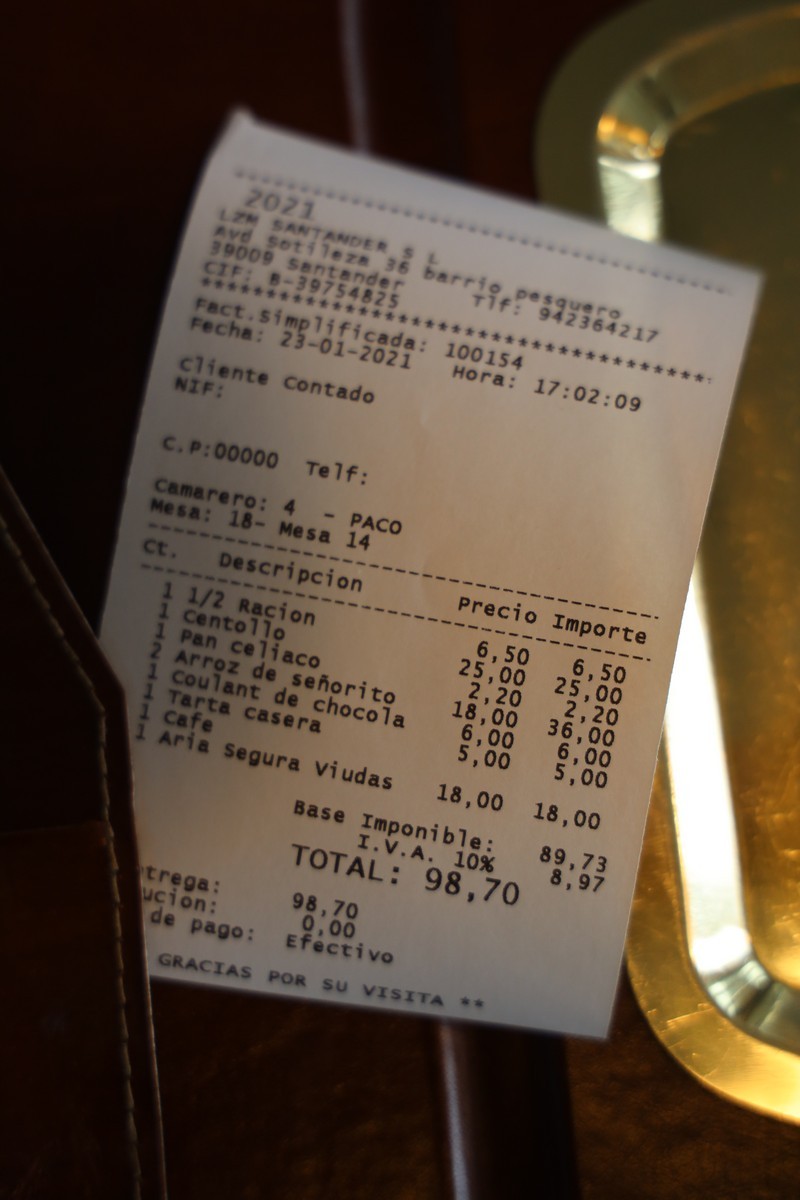 2021
LZM SANTANDER S L
Avd Sotileza 36 barrio pesquero
39009 Santander Tlf: 942364217
CIF: B-39754825
****************************************
Fact.simplificada: 100154
Fecha: 23-01-2021 Hora: 17:02:09
Cliente Contado
NIF:
C.P:00000 Telf:
Camarero: 4 - PACO
Mesa: 18- Mesa 14
Ct. Descripcion Precio Importe
1 1/2 Racion 6,50 6,50
1 Centollo 25,00 25,00
1 Pan celiaco 2,20 2,20
2 Arroz de señorito 18,00 36,00
1 Coulant de chocola 6,00 6,00
1 Tarta casera 5,00 5,00
1 Cafe
1 Aria Segura Viudas 18,00 18,00
Base Imponible: 89,73
I.V.A. 10% 8,97
TOTAL: 98,70
trega: 98,70
ucion: 0,00
de pago: Efectivo
GRACIAS POR SU VISITA **